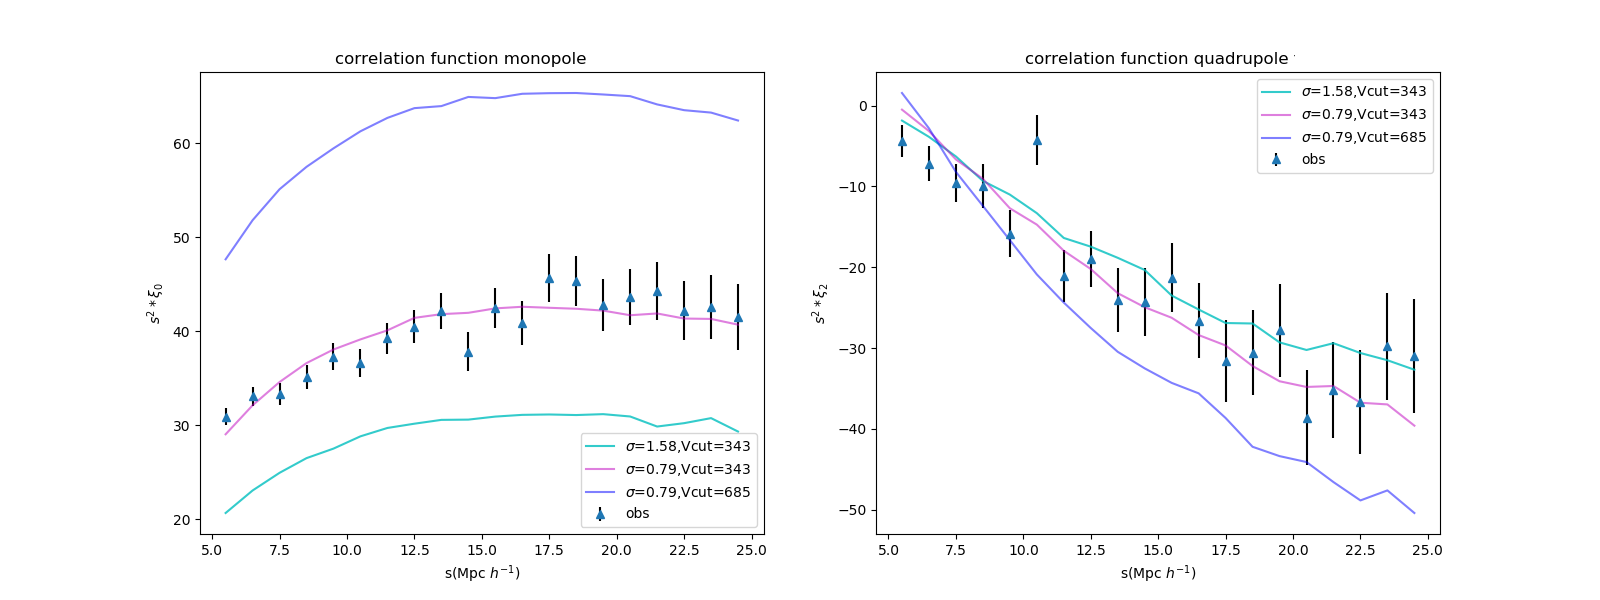 correlation function monopole
s² * ξ₀
60
50
40
30
20
5.0 7.5 10.0 12.5 15.0 17.5 20.0 22.5 25.0
s(Mpc h⁻¹)
σ=1.58,Vcut=343
σ=0.79,Vcut=343
σ=0.79,Vcut=685
obs
correlation function quadrupole
s² * ξ₂
0
−10
−20
−30
−40
−50
5.0 7.5 10.0 12.5 15.0 17.5 20.0 22.5 25.0
s(Mpc h⁻¹)
σ=1.58,Vcut=343
σ=0.79,Vcut=343
σ=0.79,Vcut=685
obs